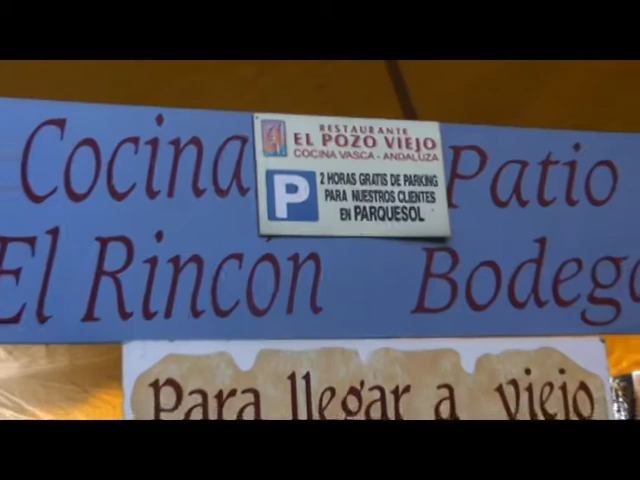 Cocina Patio
RESTAURANTE
EL POZO VIEJO
COCINA VASCA - ANDALUZA
P
2 HORAS GRATIS DE PARKING
PARA NUESTROS CLIENTES
EN PARQUESOL
El Rincón Bodega
Para llegar a viejo